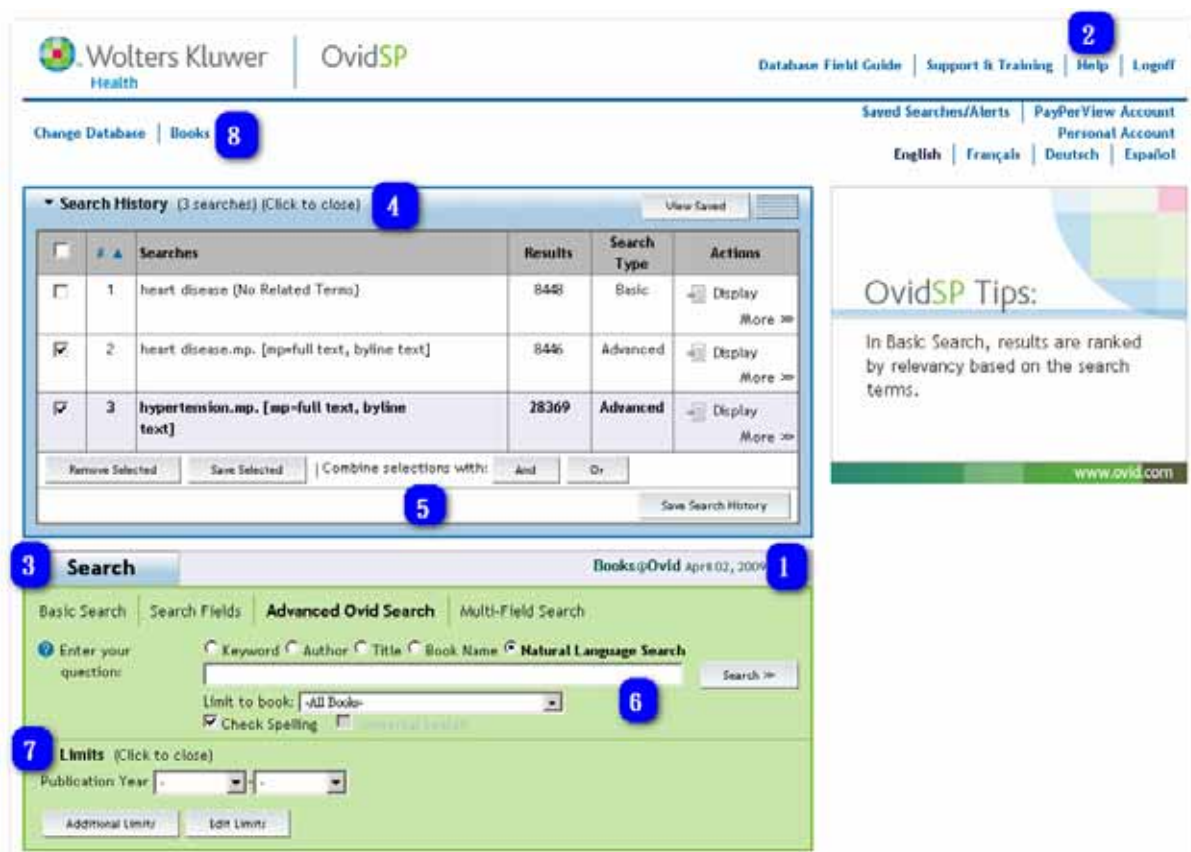 Wolters Kluwer
Health
OvidSP
2
Database Field Guide | Support & Training | Help | Logoff
Saved Searches/Alerts | PayPerView Account
Personal Account
English | Français | Deutsch | Español
Change Database | Books 8
Search History (3 searches) (Click to close) 4 View Saved
# Searches Results Search Type Actions
1 heart disease (No Related Terms) 8448 Basic Display
More >>
2 heart disease.mp. [mp=full text, byline text] 8446 Advanced Display
More >>
3 hypertension.mp. [mp=full text, byline 28369 Advanced Display
text] More >>
Remove Selected Save Selected | Combine selections with: And Or
5 Save Search History
OvidSP Tips:
In Basic Search, results are ranked
by relevancy based on the search
terms.
www.ovid.com
3 Search Books@Ovid April 02, 2009 1
Basic Search | Search Fields | Advanced Ovid Search | Multi-Field Search
Enter your Keyword Author Title Book Name Natural Language Search
question: Search >>
Limit to book: -All Books- 6
Check Spelling
7 Limits (Click to close)
Publication Year - - -
Additional Limits Edit Limits